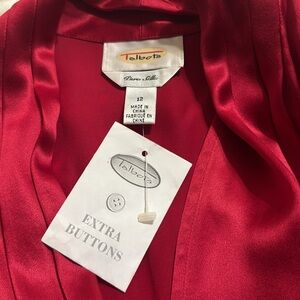 Talbots
Pure Silk
12
MADE IN
CHINA
FABRIQUÉ EN
CHINE
Talbots
EXTRA
BUTTONS